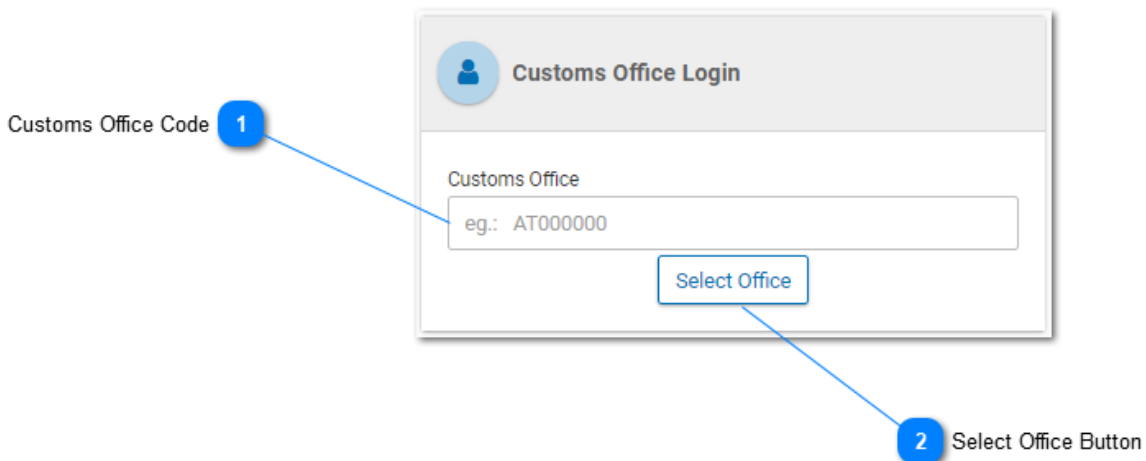 Customs Office Login
Customs Office Code 1
Customs Office
eg.: AT000000
Select Office
2 Select Office Button